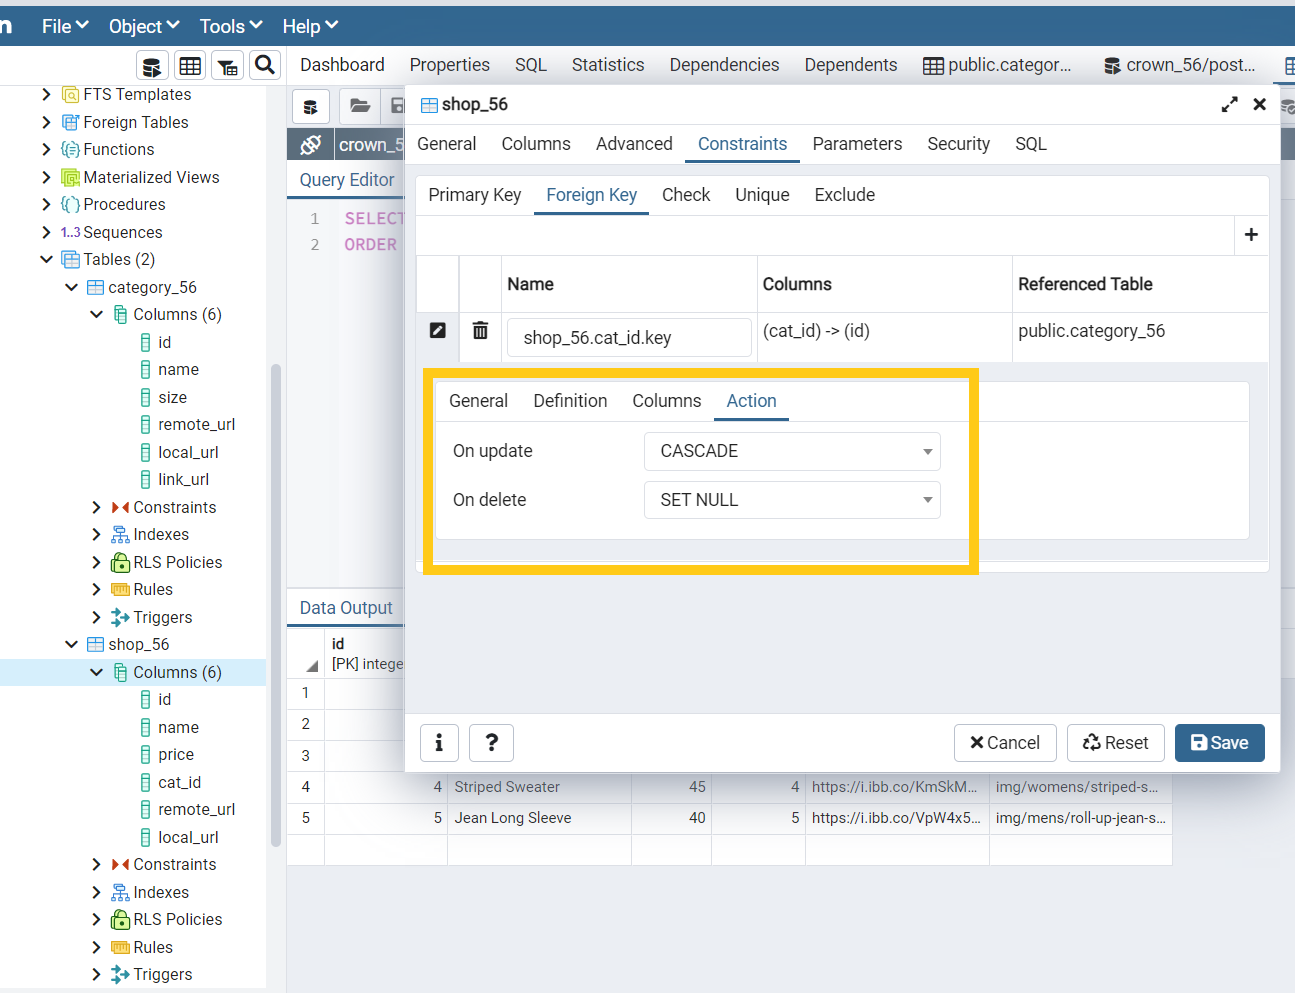 n File Object Tools Help
Dashboard Properties SQL Statistics Dependencies Dependents public.categor... crown_56/post...
FTS Templates
Foreign Tables
Functions
Materialized Views
Procedures
1..3 Sequences
Tables (2)
category_56
Columns (6)
id
name
size
remote_url
local_url
link_url
Constraints
Indexes
RLS Policies
Rules
Triggers
shop_56
Columns (6)
id
name
price
cat_id
remote_url
local_url
Constraints
Indexes
RLS Policies
Rules
Triggers
crown_5
Query Editor
1 SELECT
2 ORDER
shop_56
General Columns Advanced Constraints Parameters Security SQL
Primary Key Foreign Key Check Unique Exclude
+
Name Columns Referenced Table
shop_56.cat_id.key (cat_id) -> (id) public.category_56
General Definition Columns Action
On update CASCADE
On delete SET NULL
i ? Cancel Reset Save
Data Output
id
[PK] intege
1
2
3
4 4 Striped Sweater 45 4 https://i.ibb.co/KmSkM... img/womens/striped-s...
5 5 Jean Long Sleeve 40 5 https://i.ibb.co/VpW4x5... img/mens/roll-up-jean-s...